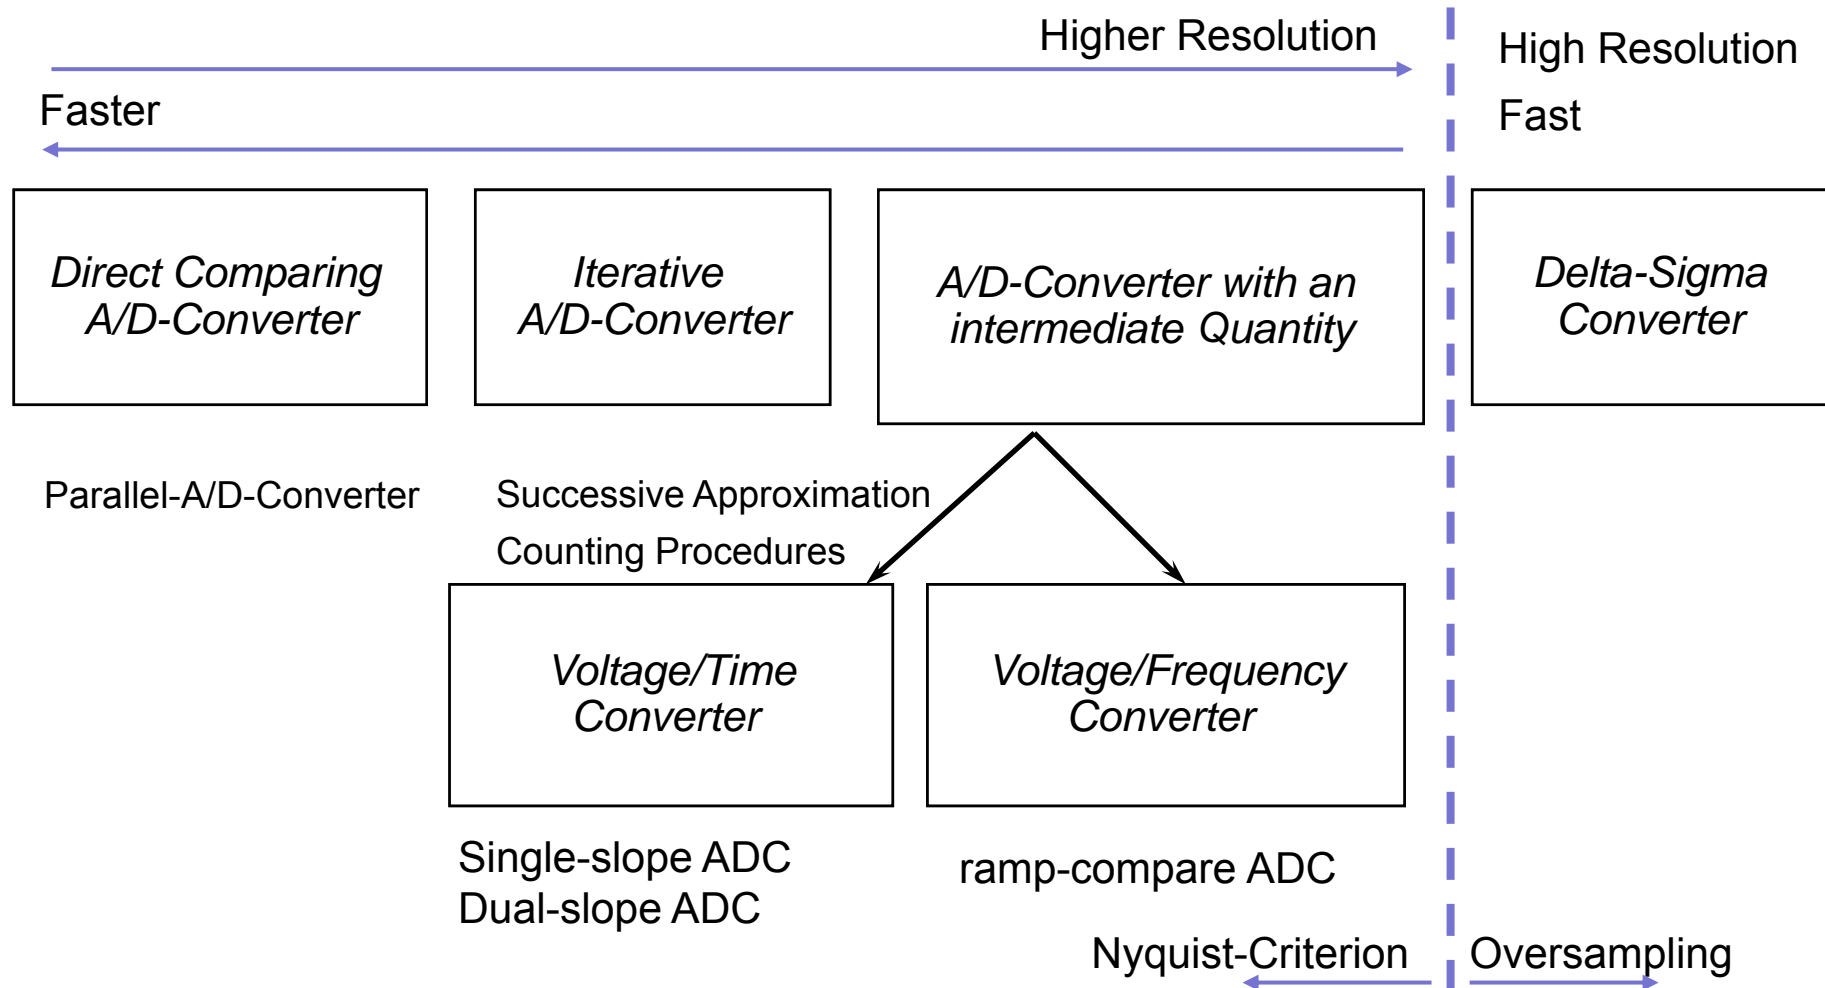 Higher Resolution
High Resolution
Faster
Fast
Direct Comparing
A/D-Converter
Iterative
A/D-Converter
A/D-Converter with an
intermediate Quantity
Delta-Sigma
Converter
Parallel-A/D-Converter
Successive Approximation
Counting Procedures
Voltage/Time
Converter
Voltage/Frequency
Converter
Single-slope ADC
Dual-slope ADC
ramp-compare ADC
Nyquist-Criterion
Oversampling